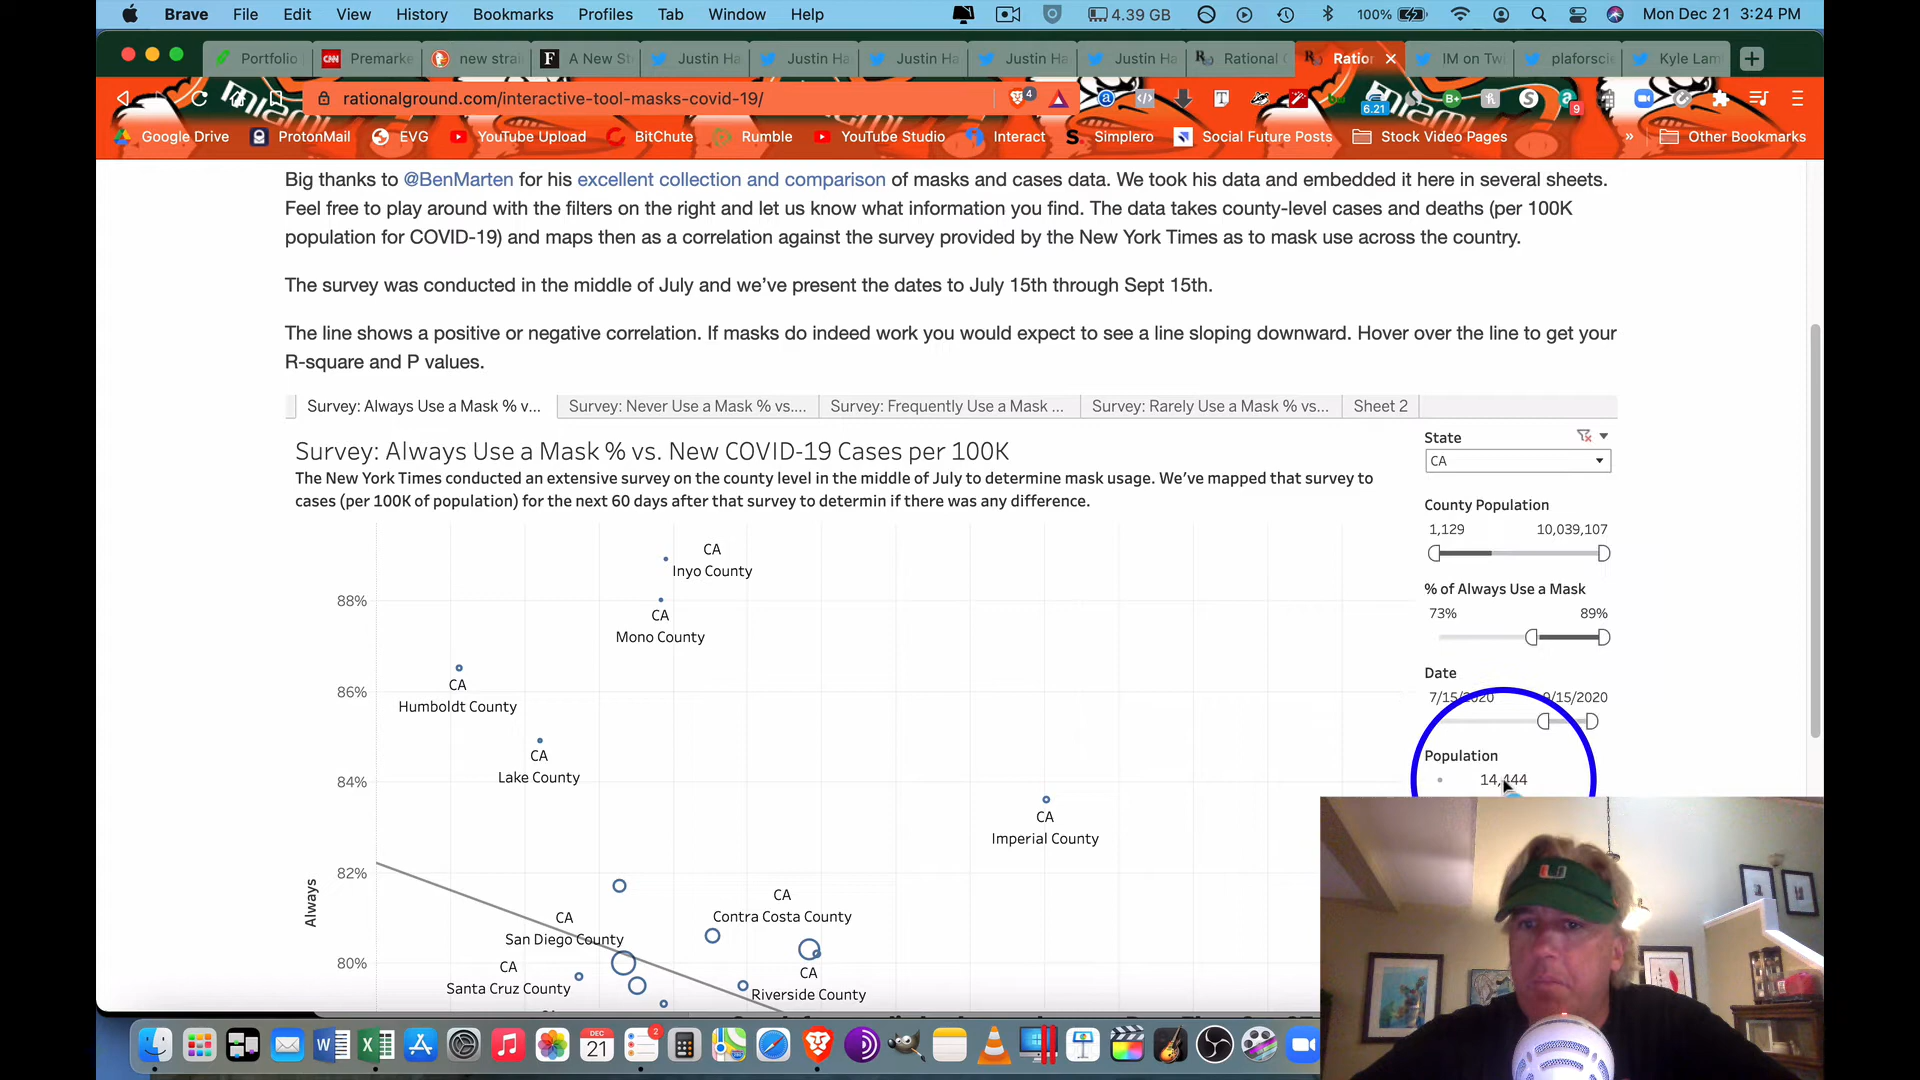 Brave File Edit View History Bookmarks Profiles Tab Window Help 4.39 GB 100% Mon Dec 21 3:24 PM
Portfolio Premarke new strai A New St Justin Ha Justin Ha Justin Ha Justin Ha Justin Ha Rational Ration IM on Twi plaforscie Kyle Lam
rationalground.com/interactive-tool-masks-covid-19/
Google Drive ProtonMail EVG YouTube Upload BitChute Rumble YouTube Studio Interact Simplero Social Future Posts Stock Video Pages » Other Bookmarks
Big thanks to @BenMarten for his excellent collection and comparison of masks and cases data. We took his data and embedded it here in several sheets.
Feel free to play around with the filters on the right and let us know what information you find. The data takes county-level cases and deaths (per 100K
population for COVID-19) and maps then as a correlation against the survey provided by the New York Times as to mask use across the country.
The survey was conducted in the middle of July and we've present the dates to July 15th through Sept 15th.
The line shows a positive or negative correlation. If masks do indeed work you would expect to see a line sloping downward. Hover over the line to get your
R-square and P values.
Survey: Always Use a Mask % v... Survey: Never Use a Mask % vs.... Survey: Frequently Use a Mask ... Survey: Rarely Use a Mask % vs... Sheet 2
Survey: Always Use a Mask % vs. New COVID-19 Cases per 100K
The New York Times conducted an extensive survey on the county level in the middle of July to determine mask usage. We've mapped that survey to
cases (per 100K of population) for the next 60 days after that survey to determin if there was any difference.
State
CA
County Population
1,129 10,039,107
% of Always Use a Mask
73% 89%
Date
7/15/2020 9/15/2020
Population
14,444
CA
Inyo County
88%
CA
Mono County
86%
CA
Humboldt County
CA
Lake County
84%
CA
Imperial County
82%
Always
CA
Contra Costa County
CA
San Diego County
80%
CA
Santa Cruz County
CA
Riverside County
DEC
21
2